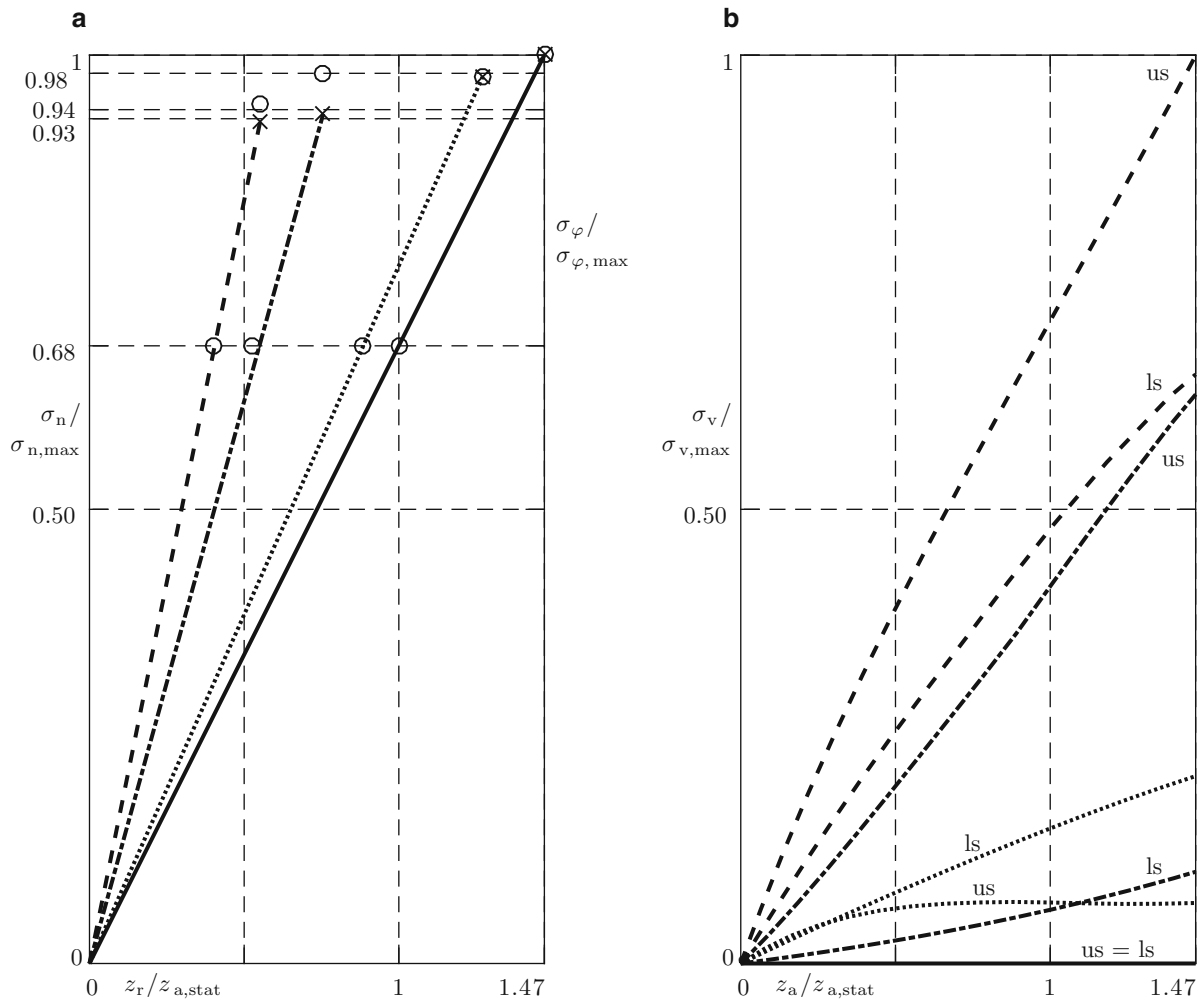 a
1
0.98
0.94
0.93
σφ/
σφ,max
0.68
σn/
σn,max
0.50
0
0 zr/za,stat 1 1.47
b
1
us
ls
σv/
σv,max
us
0.50
ls
ls
us
us = ls
0
0 za/za,stat 1 1.47